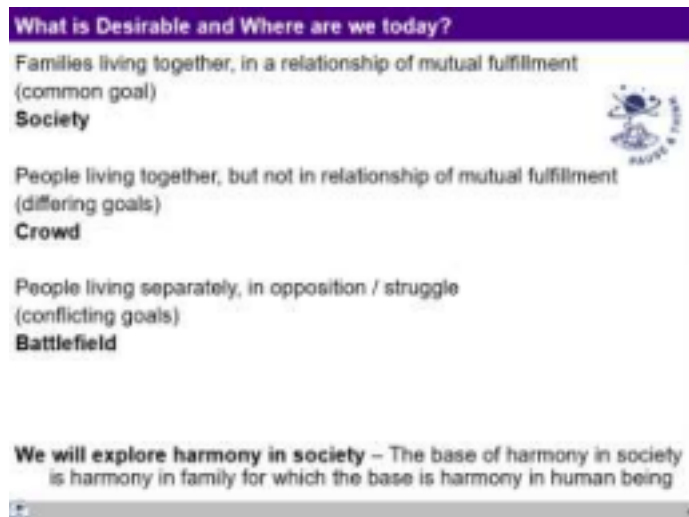 What is Desirable and Where are we today?
Families living together, in a relationship of mutual fulfillment
(common goal)
Society
PAUSE & THINK
People living together, but not in relationship of mutual fulfillment
(differing goals)
Crowd
People living separately, in opposition / struggle
(conflicting goals)
Battlefield
We will explore harmony in society – The base of harmony in society
is harmony in family for which the base is harmony in human being